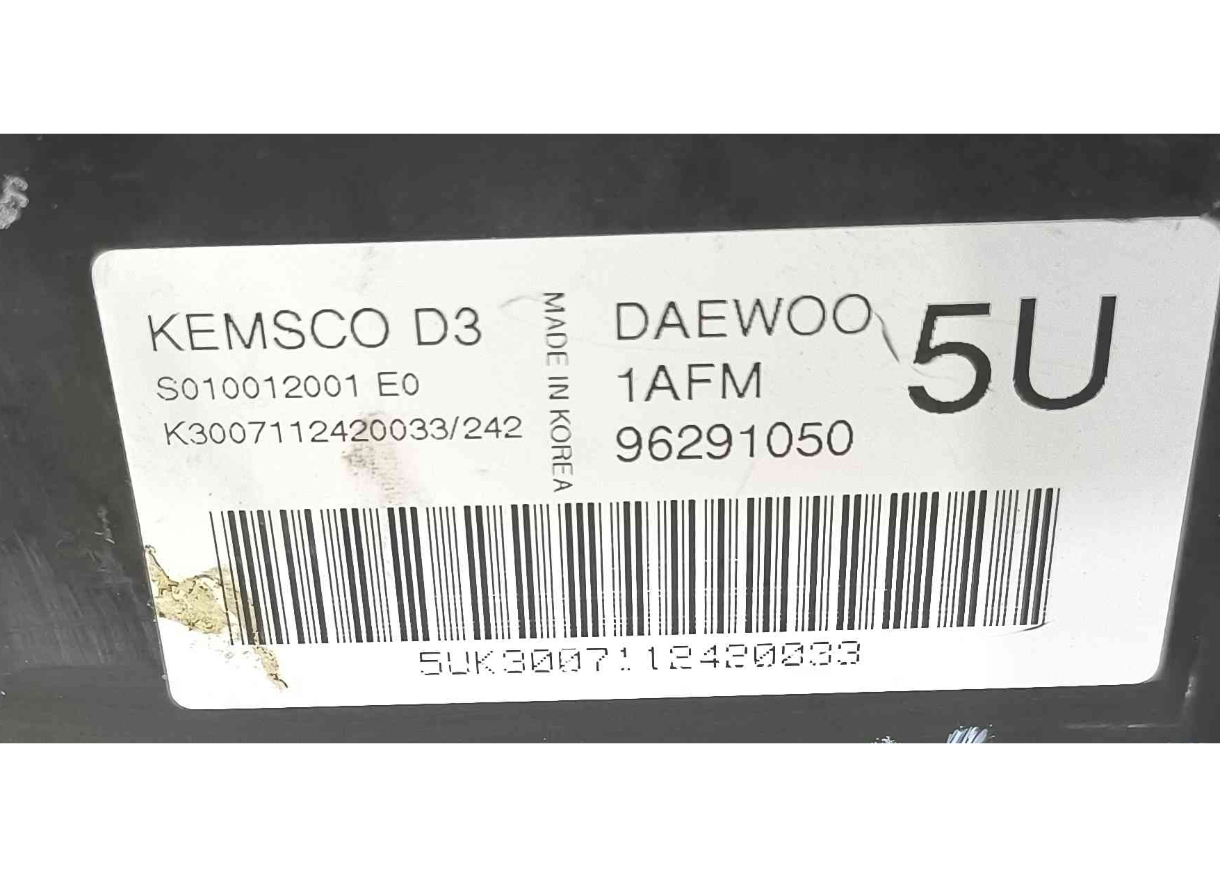 KEMSCO D3
S010012001 E0
K3007112420033/242
MADE IN KOREA
DAEWOO
1AFM
96291050
5U
5UK3007112420033